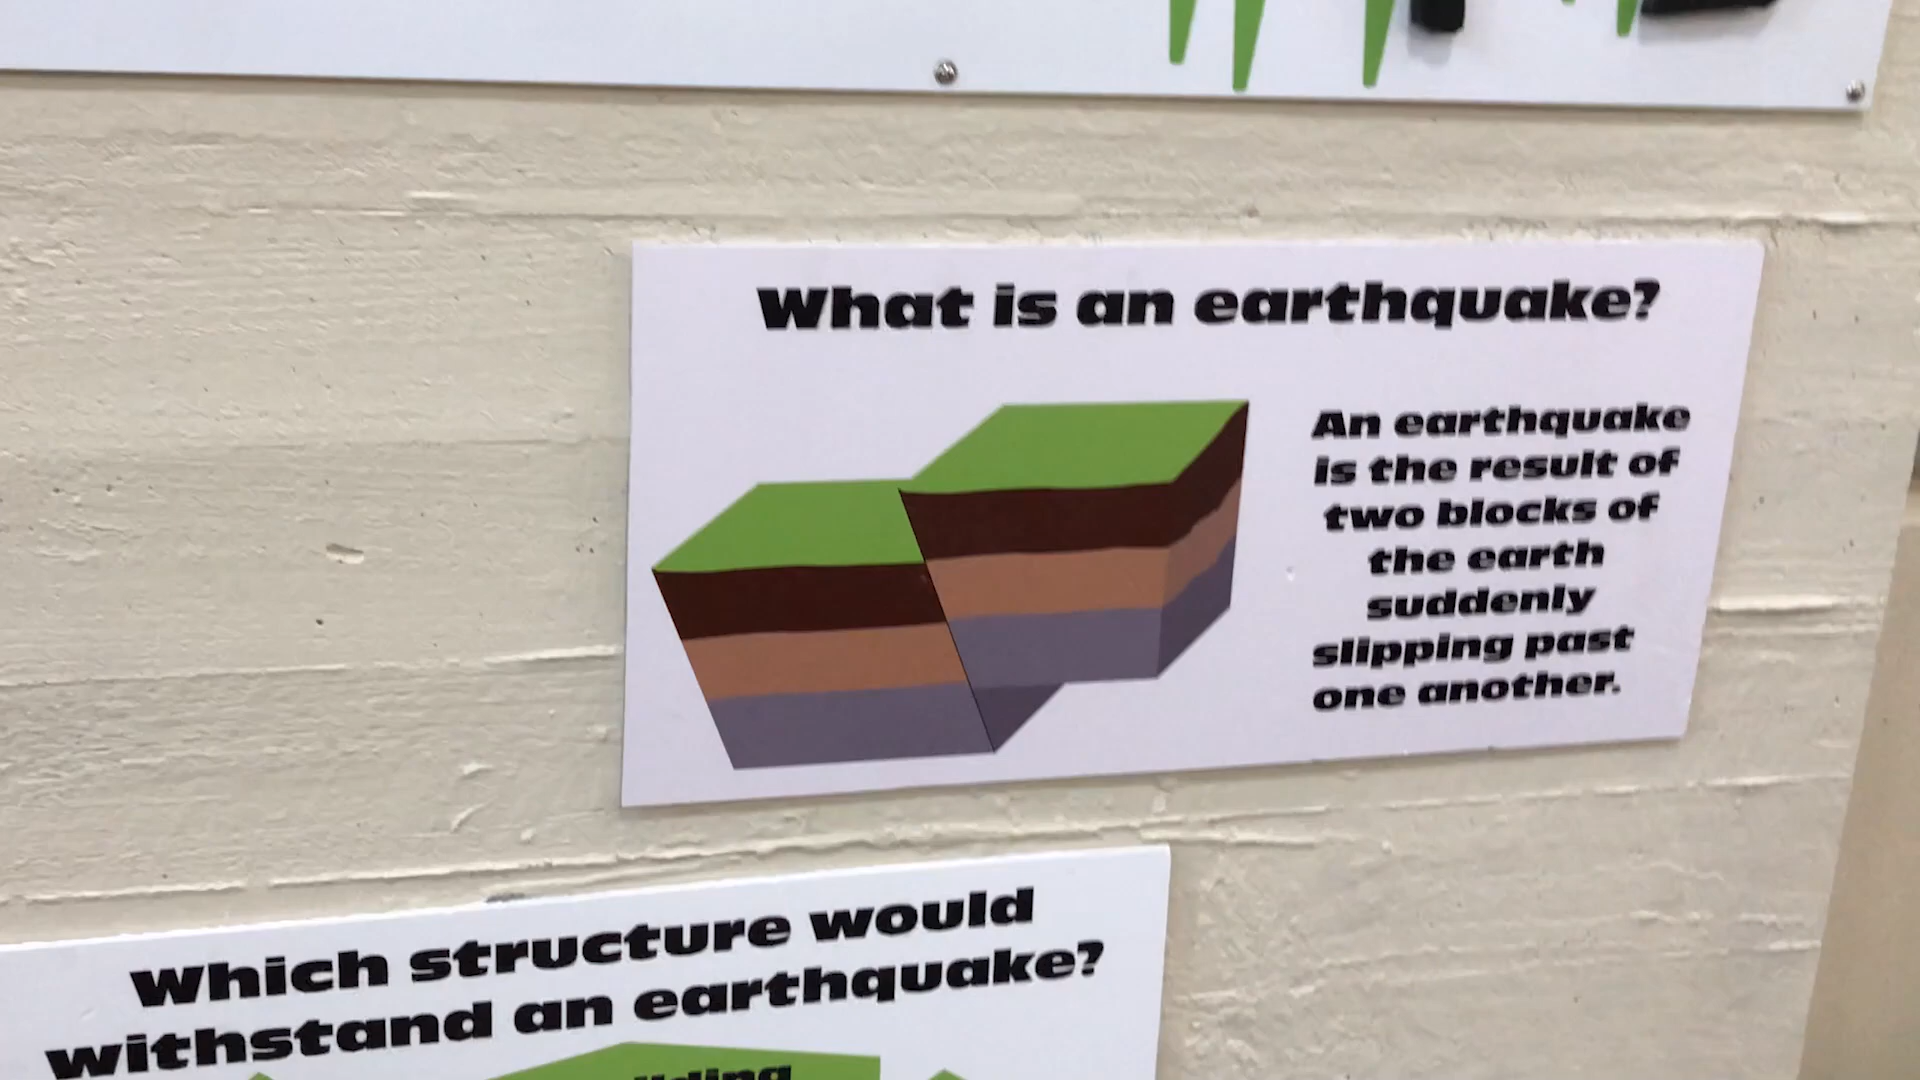 What is an earthquake?
An earthquake
is the result of
two blocks of
the earth
suddenly
slipping past
one another.
Which structure would
withstand an earthquake?